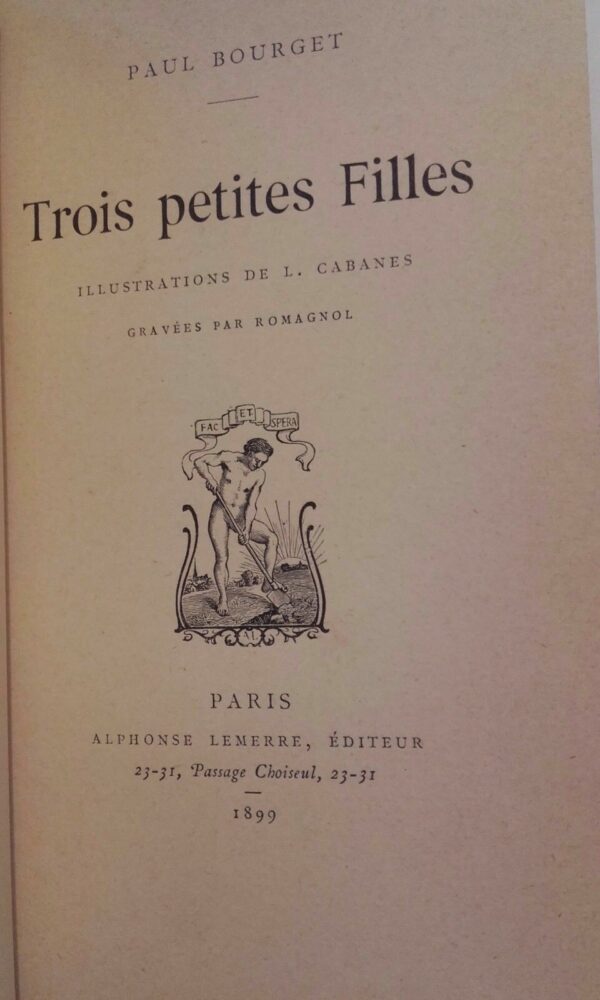 PAUL BOURGET
Trois petites Filles
ILLUSTRATIONS DE L. CABANES
GRAVÉES PAR ROMAGNOL
FAC ET SPERA
AL
PARIS
ALPHONSE LEMERRE, ÉDITEUR
23-31, Passage Choiseul, 23-31
1899